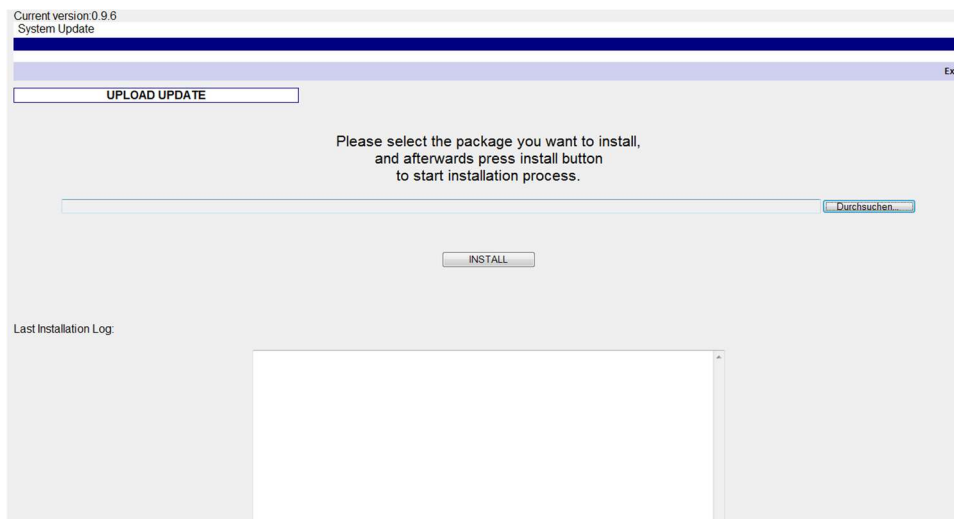 Current version:0.9.6
System Update
Ex
UPLOAD UPDATE
Please select the package you want to install,
and afterwards press install button
to start installation process.
Durchsuchen...
INSTALL
Last Installation Log: